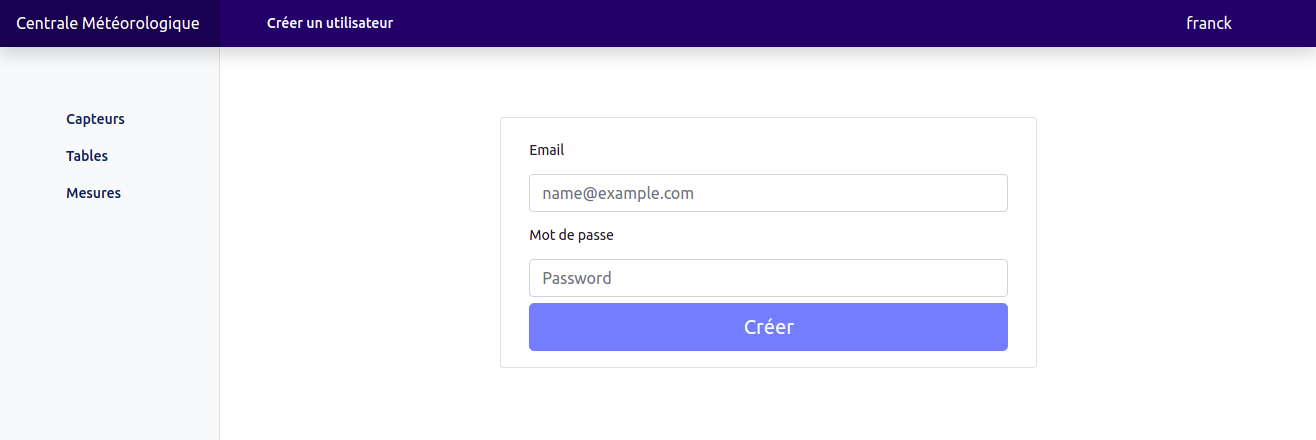 Centrale Météorologique
Créer un utilisateur
franck
Capteurs
Tables
Mesures
Email
name@example.com
Mot de passe
Password
Créer